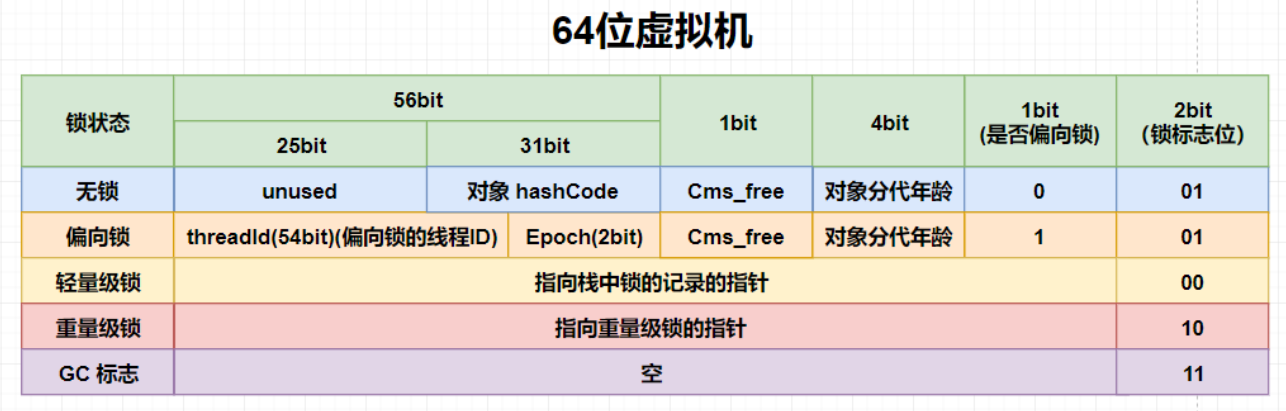 64位虚拟机
锁状态 56bit 1bit 4bit 1bit (是否偏向锁) 2bit (锁标志位)
25bit 31bit
无锁 unused 对象 hashCode Cms_free 对象分代年龄 0 01
偏向锁 threadId(54bit)(偏向锁的线程ID) Epoch(2bit) Cms_free 对象分代年龄 1 01
轻量级锁 指向栈中锁的记录的指针 00
重量级锁 指向重量级锁的指针 10
GC 标志 空 11